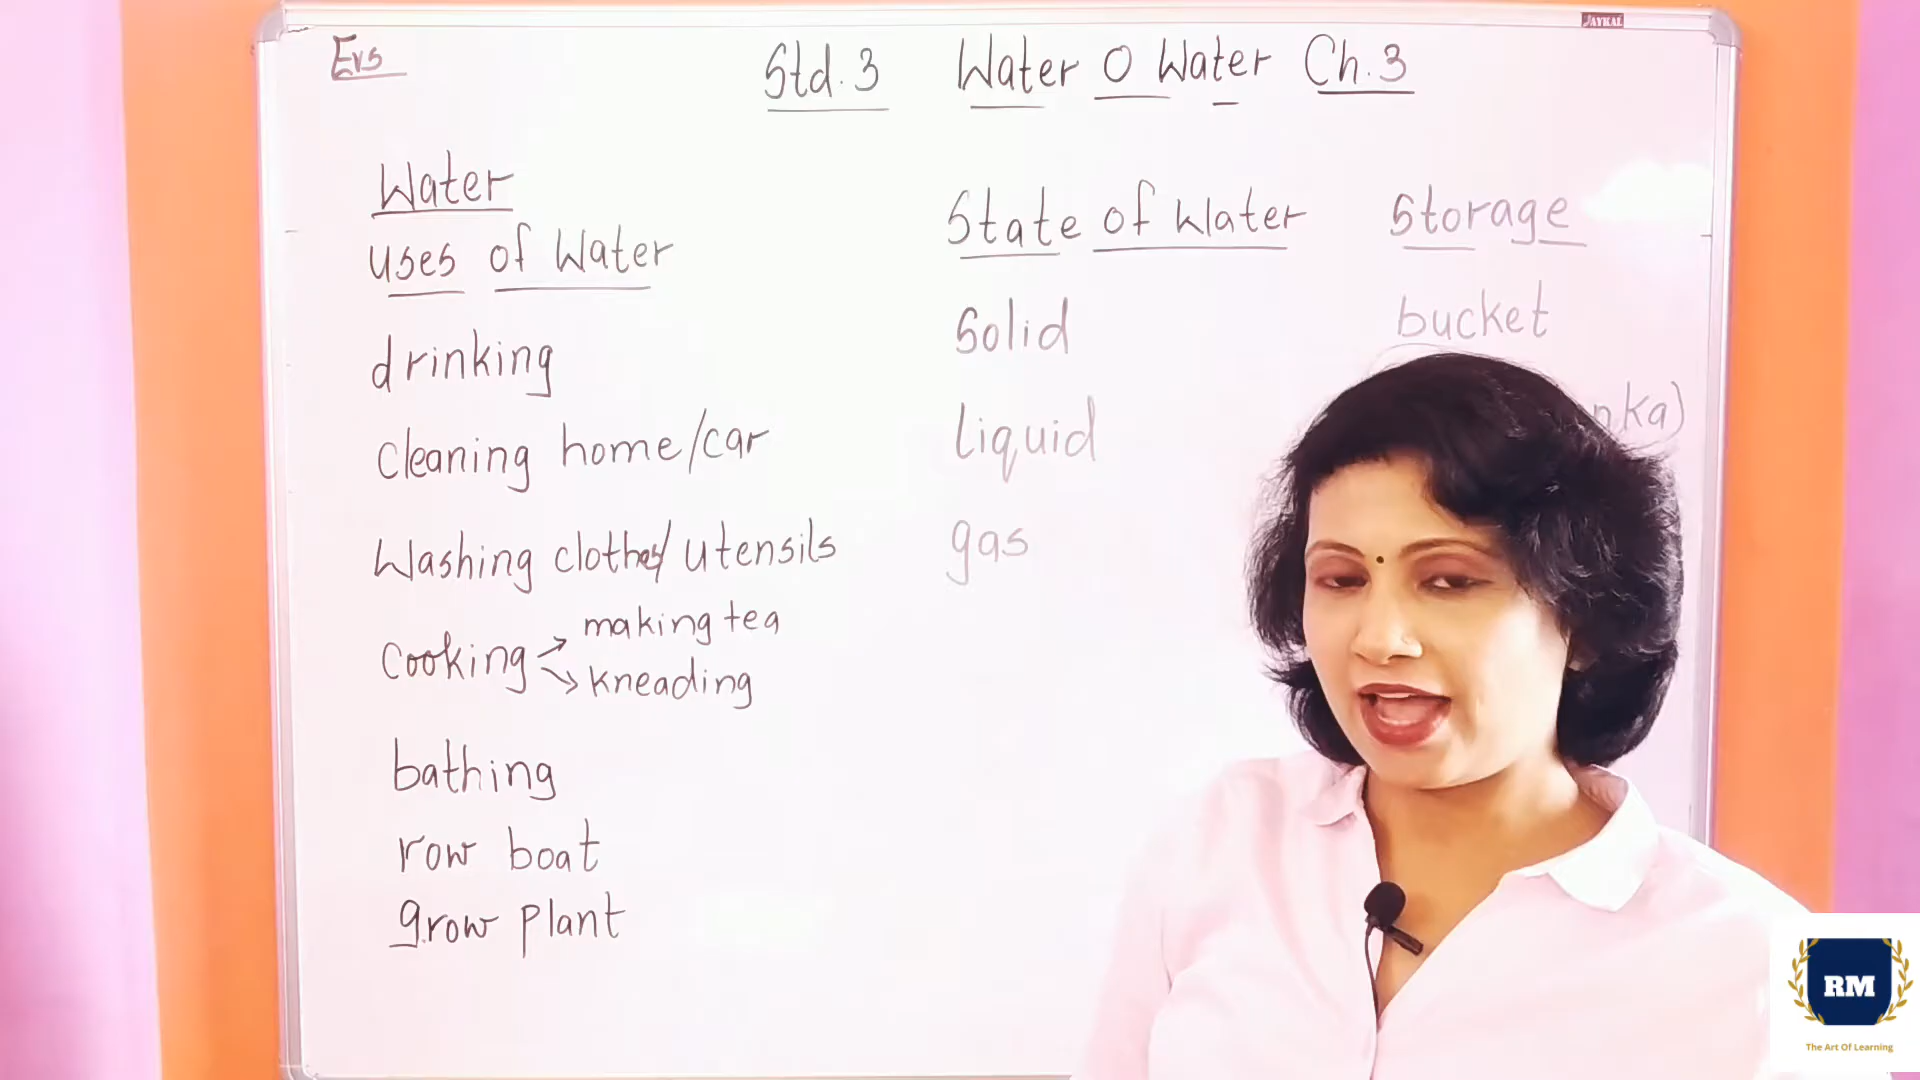 JAYKAL
Evs
Std.3 Water O Water Ch.3
Water
uses of Water
drinking
cleaning home/car
Washing clothes/utensils
cooking
making tea
kneading
bathing
row boat
grow plant
State of Water
Solid
liquid
gas
Storage
bucket
RM
The Art Of Learning